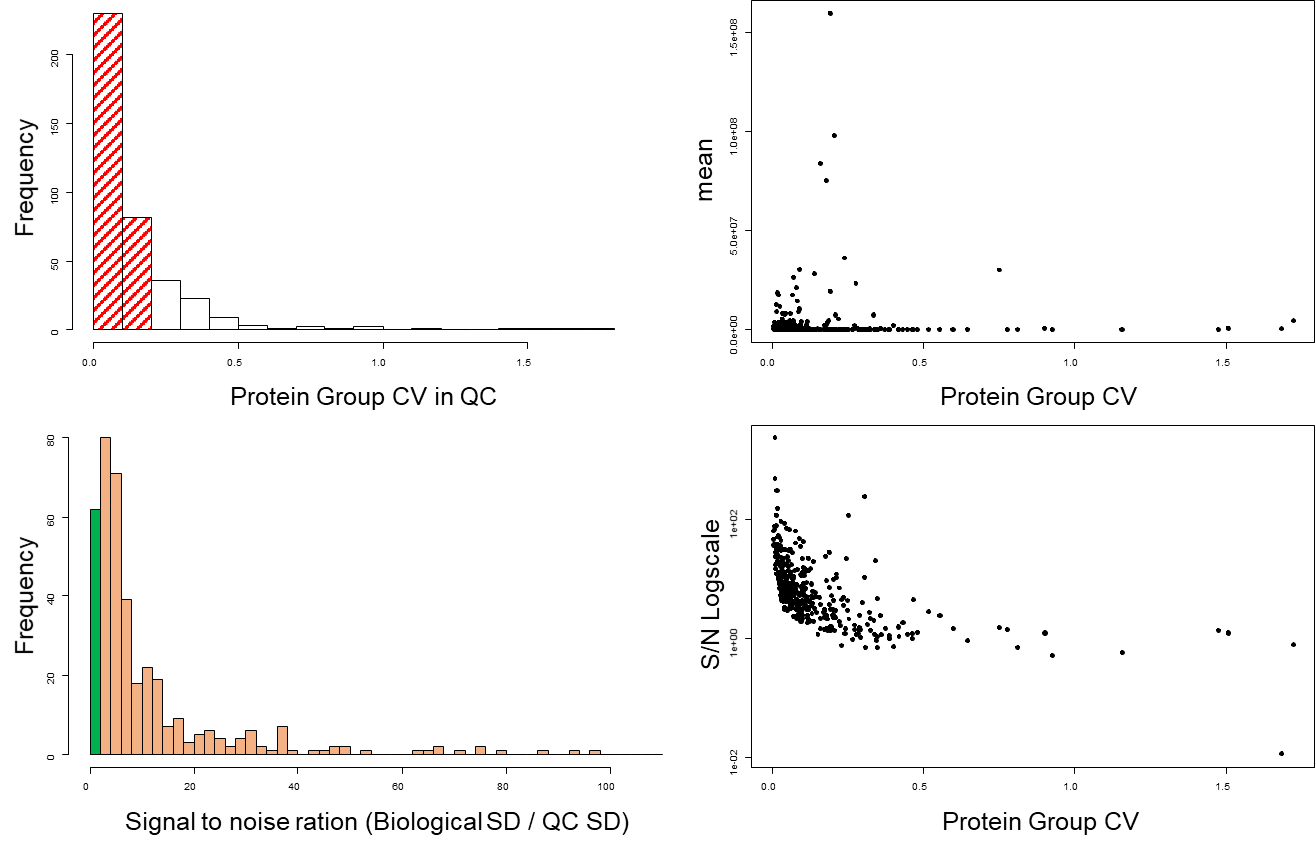 Frequency
0
50
100
150
200
0.0
0.5
1.0
1.5
Protein Group CV in QC
mean
0.0e+00
5.0e+07
1.0e+08
1.5e+08
0.0
0.5
1.0
1.5
Protein Group CV
Frequency
0
20
40
60
80
0
20
40
60
80
100
Signal to noise ration (Biological SD / QC SD)
S/N Logscale
1e-02
1e+00
1e+02
0.0
0.5
1.0
1.5
Protein Group CV